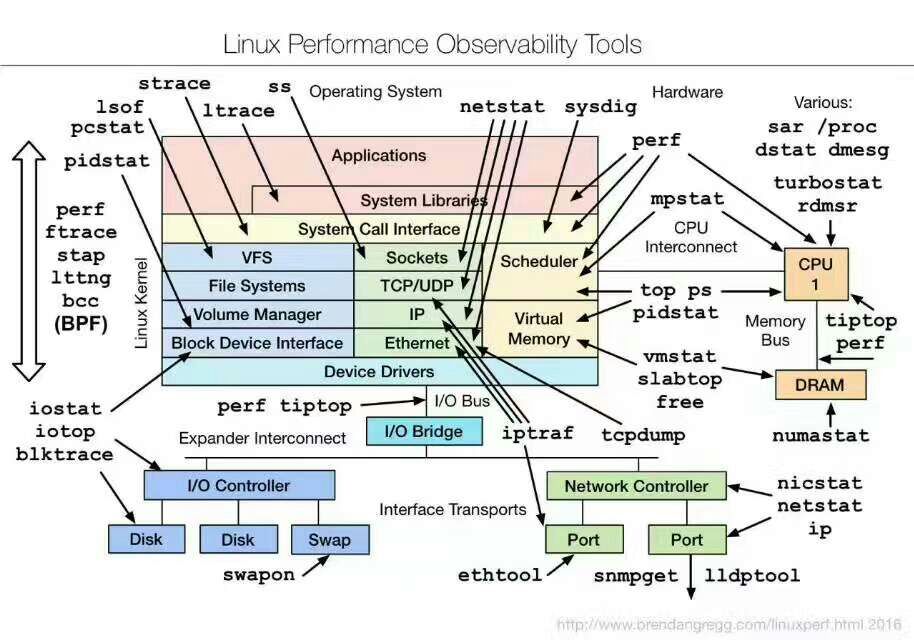 Linux Performance Observability Tools
strace
ss
Operating System
Hardware
Various:
lsof
ltrace
netstat
sysdig
sar /proc
pcstat
perf
dstat dmesg
pidstat
Applications
turbostat
rdmsr
System Libraries
mpstat
perf
ftrace
stap
lttng
bcc
(BPF)
Linux Kernel
System Call Interface
CPU
Interconnect
VFS
Sockets
Scheduler
CPU
1
File Systems
TCP/UDP
top ps
pidstat
Volume Manager
IP
Virtual
Memory
Memory
Bus
tiptop
perf
Block Device Interface
Ethernet
vmstat
slabtop
free
Device Drivers
DRAM
iostat
iotop
blktrace
perf tiptop
I/O Bus
Expander Interconnect
I/O Bridge
iptraf
tcpdump
numastat
I/O Controller
Interface Transports
Network Controller
nicstat
netstat
ip
Disk
Disk
Swap
Port
Port
swapon
ethtool
snmpget
lldptool
http://www.brendangregg.com/linuxperf.html 2016